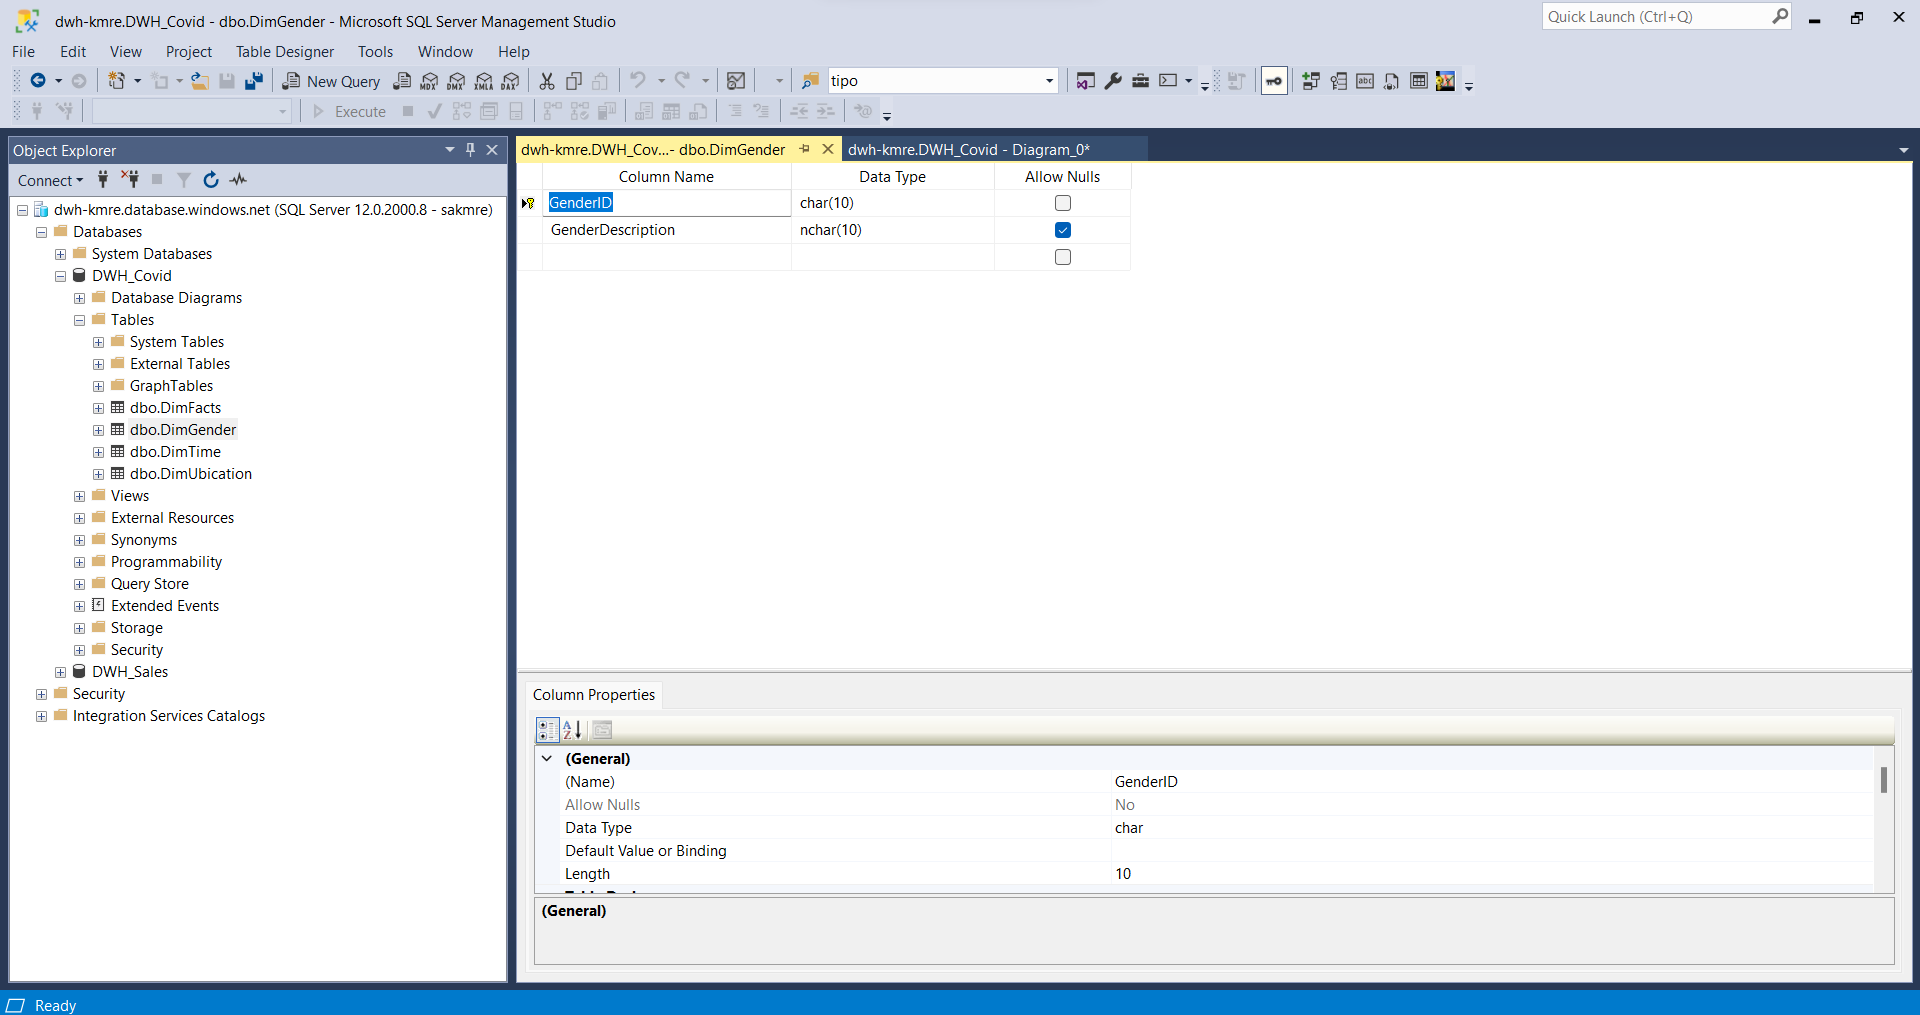 dwh-kmre.DWH_Covid - dbo.DimGender - Microsoft SQL Server Management Studio
Quick Launch (Ctrl+Q)
File Edit View Project Table Designer Tools Window Help
New Query MDX DMX XMLA DAX tipo abc
Execute
Object Explorer
dwh-kmre.DWH_Cov...- dbo.DimGender
dwh-kmre.DWH_Covid - Diagram_0*
Connect
dwh-kmre.database.windows.net (SQL Server 12.0.2000.8 - sakmre)
Databases
System Databases
DWH_Covid
Database Diagrams
Tables
System Tables
External Tables
GraphTables
dbo.DimFacts
dbo.DimGender
dbo.DimTime
dbo.DimUbication
Views
External Resources
Synonyms
Programmability
Query Store
Extended Events
Storage
Security
DWH_Sales
Security
Integration Services Catalogs
Column Name Data Type Allow Nulls
GenderID char(10)
GenderDescription nchar(10)
Column Properties
(General)
(Name) GenderID
Allow Nulls No
Data Type char
Default Value or Binding
Length 10
(General)
Ready